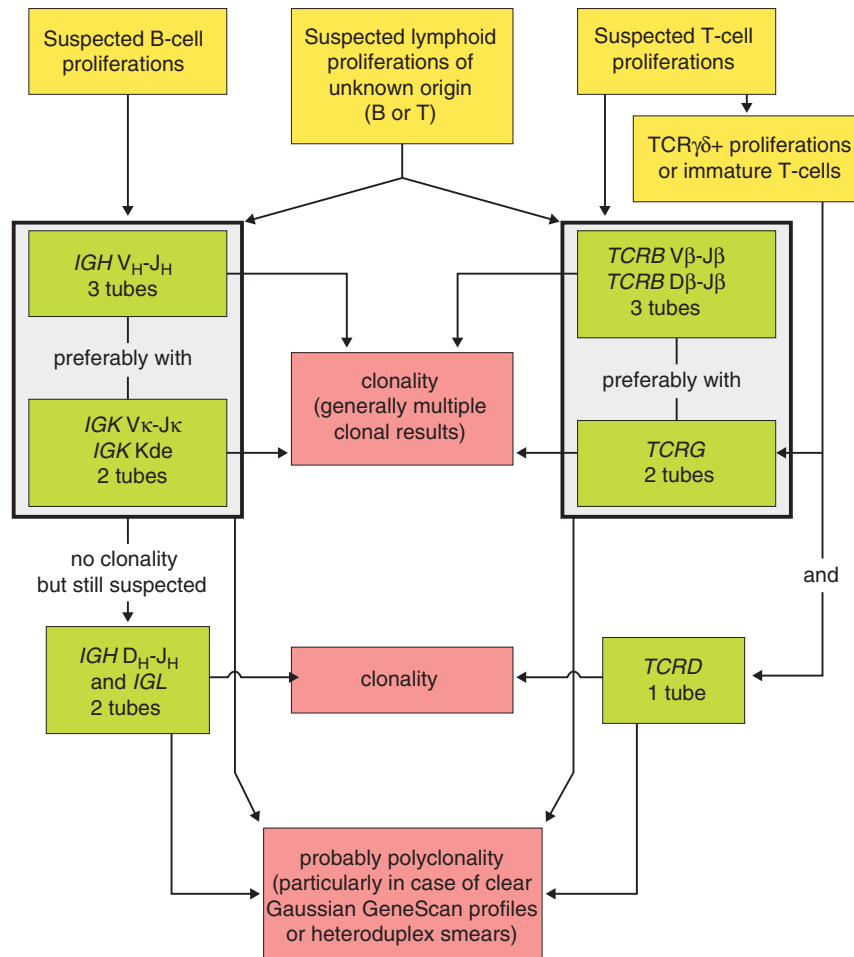 Suspected B-cell
proliferations
Suspected lymphoid
proliferations of
unknown origin
(B or T)
Suspected T-cell
proliferations
TCRγδ+ proliferations
or immature T-cells
IGH VH-JH
3 tubes
preferably with
IGK Vκ-Jκ
IGK Kde
2 tubes
clonality
(generally multiple
clonal results)
TCRB Vβ-Jβ
TCRB Dβ-Jβ
3 tubes
preferably with
TCRG
2 tubes
no clonality
but still suspected
and
IGH DH-JH
and IGL
2 tubes
clonality
TCRD
1 tube
probably polyclonality
(particularly in case of clear
Gaussian GeneScan profiles
or heteroduplex smears)